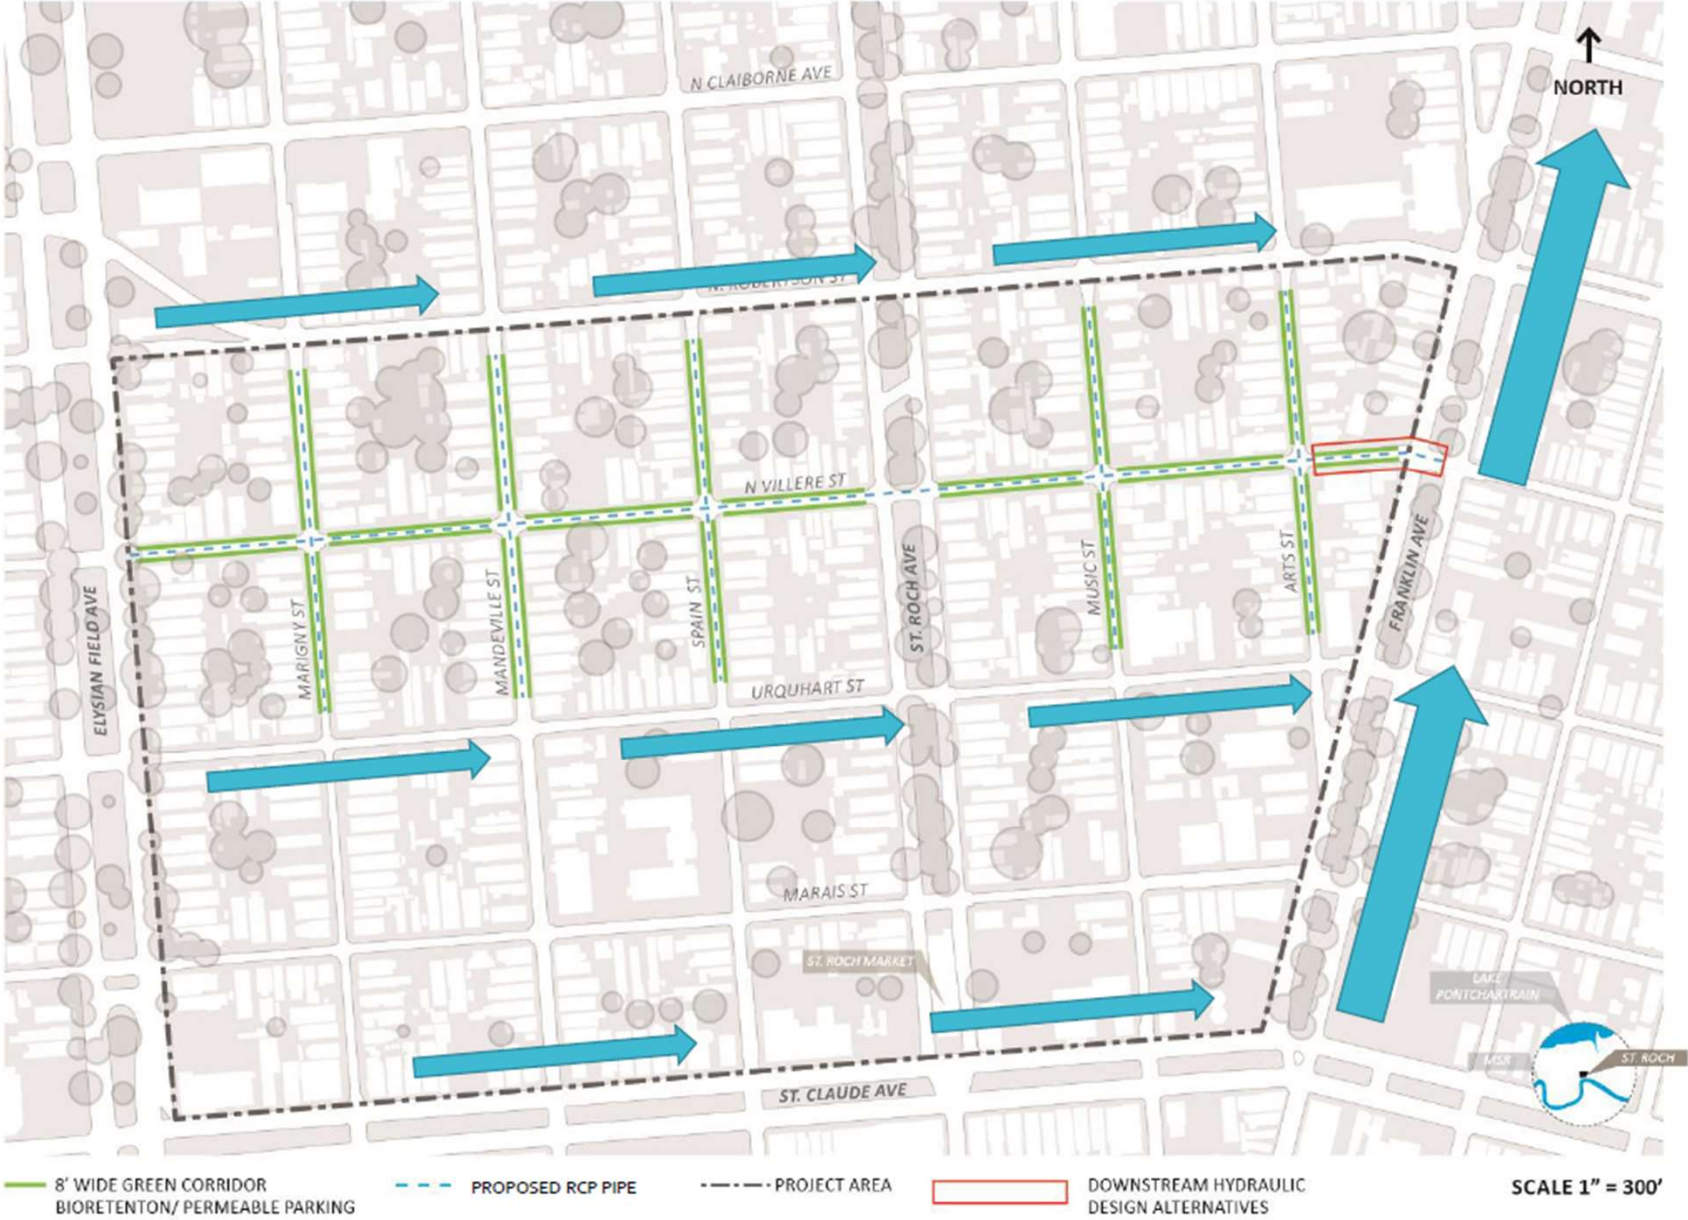 N CLAIBORNE AVE
NORTH
N. ROBERTSON ST
N VILLERE ST
ELYSIAN FIELD AVE
MARIGNY ST
MANDEVILLE ST
SPAIN ST
ST. ROCH AVE
MUSIC ST
ARTS ST
FRANKLIN AVE
URQUHART ST
MARAIS ST
ST. ROCH MARKET
LAKE
PONTCHARTRAIN
MSR
ST. ROCH
ST. CLAUDE AVE
8' WIDE GREEN CORRIDOR
BIORETENTON/ PERMEABLE PARKING
PROPOSED RCP PIPE
PROJECT AREA
DOWNSTREAM HYDRAULIC
DESIGN ALTERNATIVES
SCALE 1" = 300'